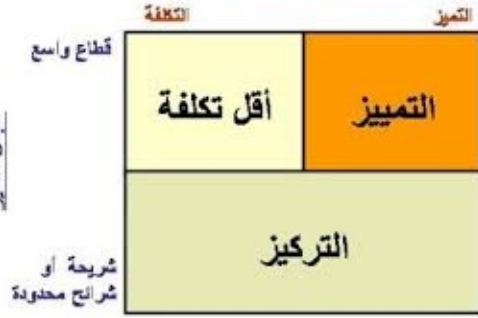 التميز
التكلفة
قطاع واسع
التمييز
أقل تكلفة
التركيز
شريحة أو
شرائح محدودة